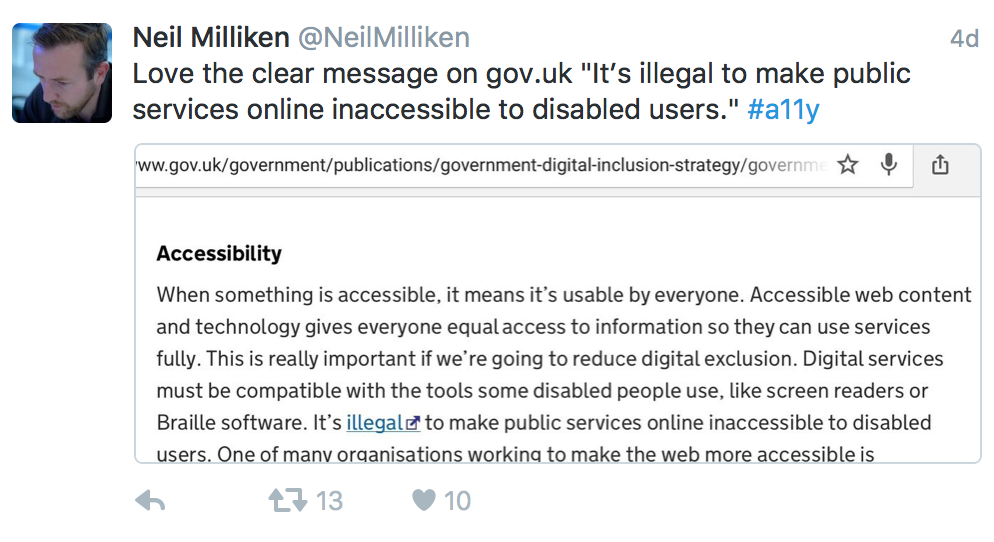 Neil Milliken @NeilMilliken 4d
Love the clear message on gov.uk "It’s illegal to make public
services online inaccessible to disabled users." #a11y
ww.gov.uk/government/publications/government-digital-inclusion-strategy/governme
Accessibility
When something is accessible, it means it’s usable by everyone. Accessible web content
and technology gives everyone equal access to information so they can use services
fully. This is really important if we’re going to reduce digital exclusion. Digital services
must be compatible with the tools some disabled people use, like screen readers or
Braille software. It’s illegal to make public services online inaccessible to disabled
users. One of many organisations working to make the web more accessible is
13 10